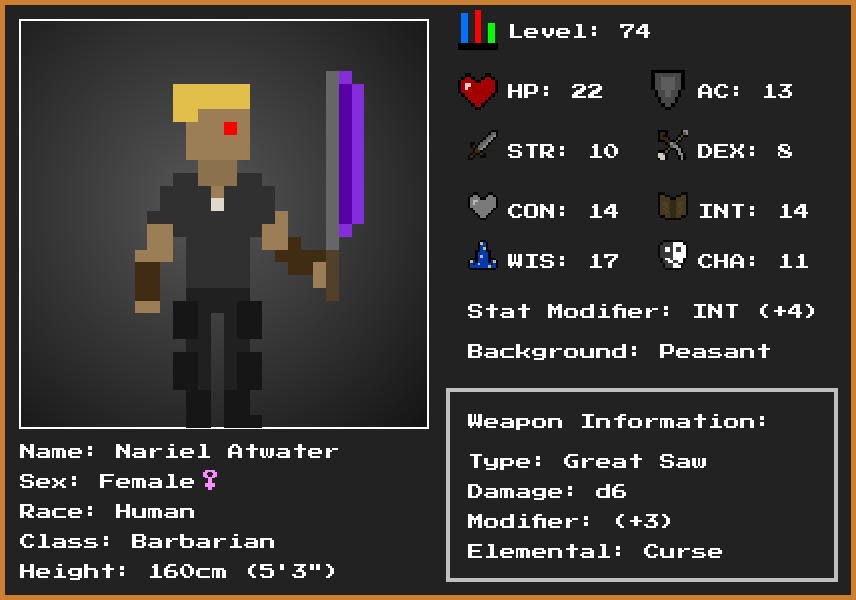 Level: 74
HP: 22 AC: 13
STR: 10 DEX: 8
CON: 14 INT: 14
WIS: 17 CHA: 11
Stat Modifier: INT (+4)
Background: Peasant
Weapon Information:
Type: Great Saw
Damage: d6
Modifier: (+3)
Elemental: Curse
Name: Nariel Atwater
Sex: Female♀
Race: Human
Class: Barbarian
Height: 160cm (5'3")